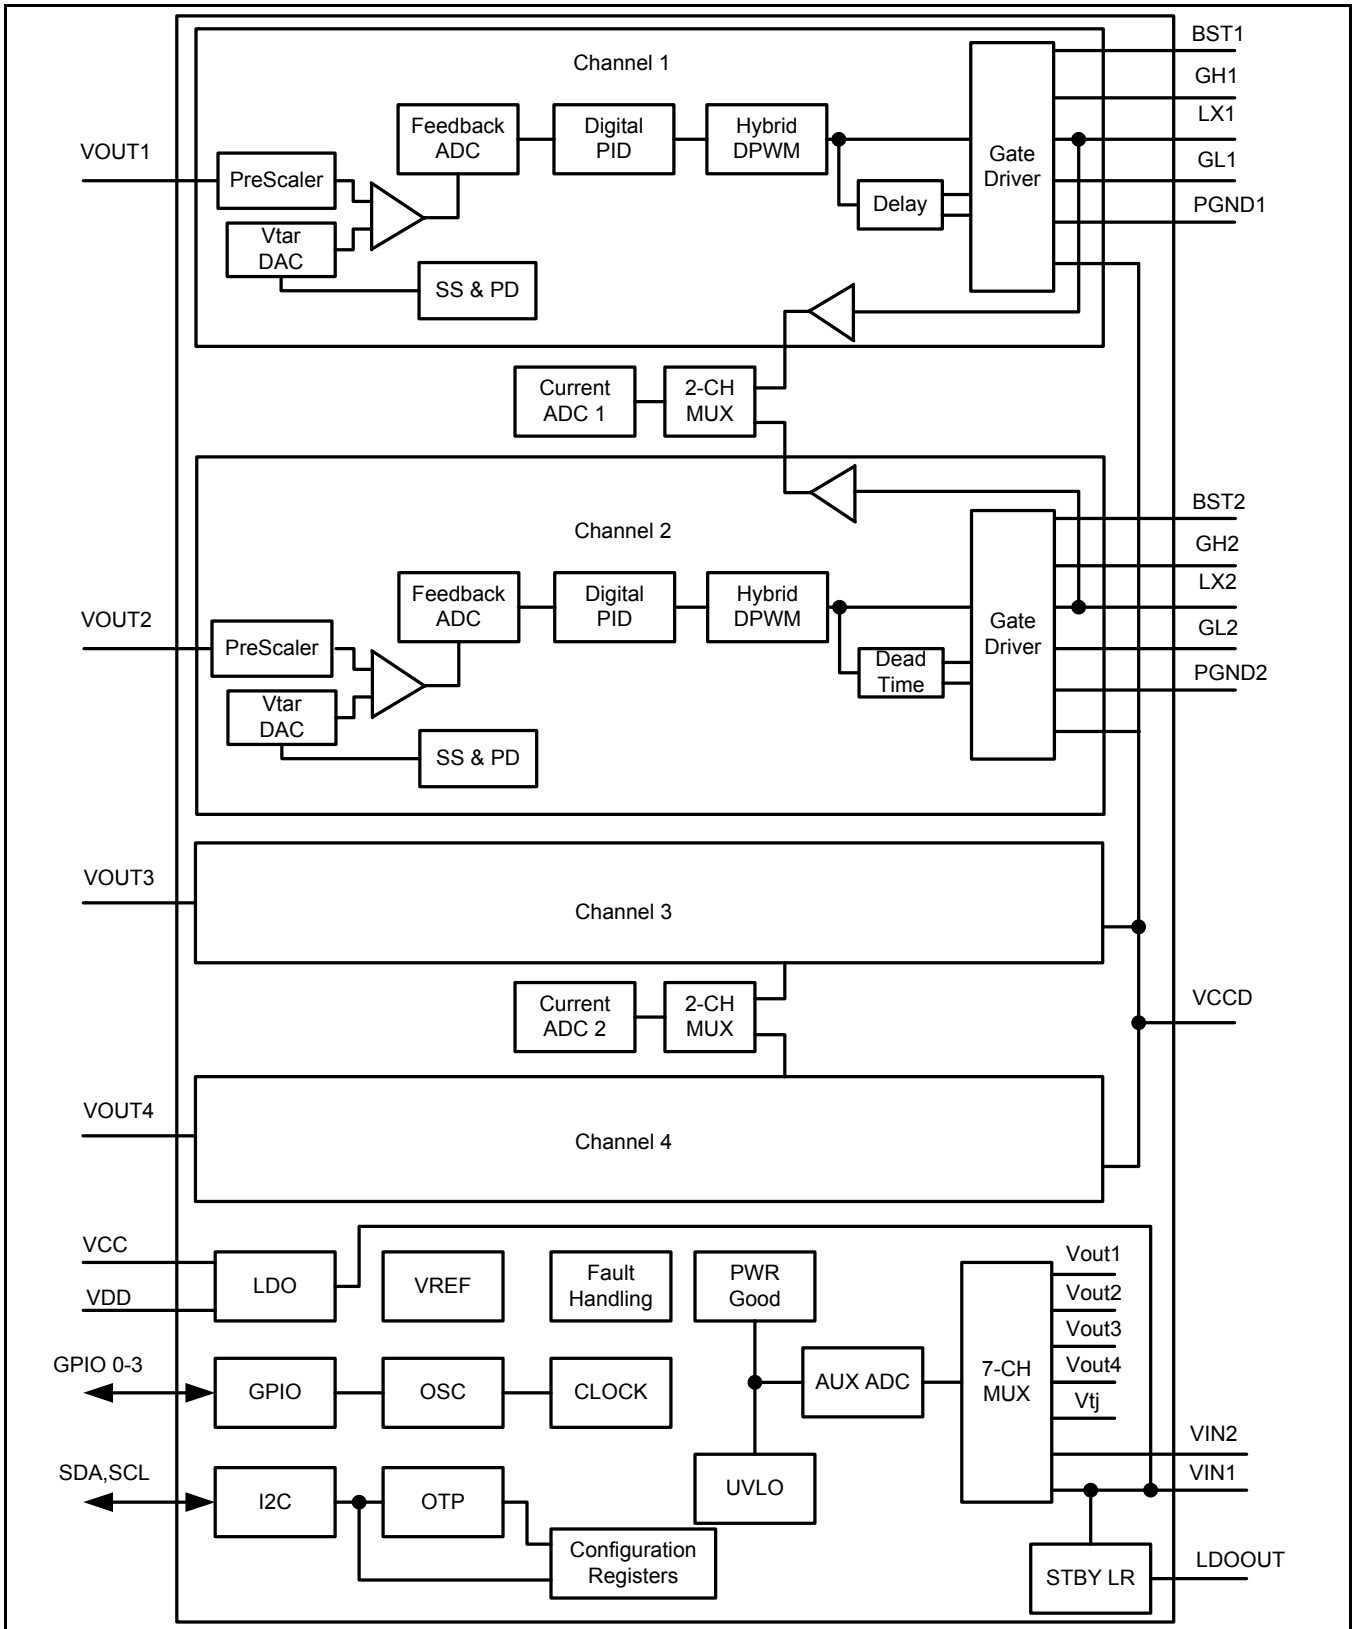 Channel 1
BST1
GH1
LX1
GL1
PGND1
VOUT1
PreScaler
Feedback
ADC
Digital
PID
Hybrid
DPWM
Gate
Driver
Delay
Vtar
DAC
SS & PD
Current
ADC 1
2-CH
MUX
Channel 2
BST2
GH2
LX2
GL2
PGND2
VOUT2
PreScaler
Feedback
ADC
Digital
PID
Hybrid
DPWM
Gate
Driver
Dead
Time
Vtar
DAC
SS & PD
VOUT3
Channel 3
Current
ADC 2
2-CH
MUX
VCCD
VOUT4
Channel 4
VCC
VDD
LDO
VREF
Fault
Handling
PWR
Good
Vout1
Vout2
Vout3
Vout4
Vtj
7-CH
MUX
GPIO 0-3
GPIO
OSC
CLOCK
AUX ADC
VIN2
VIN1
SDA,SCL
I2C
OTP
UVLO
Configuration
Registers
STBY LR
LDOOUT